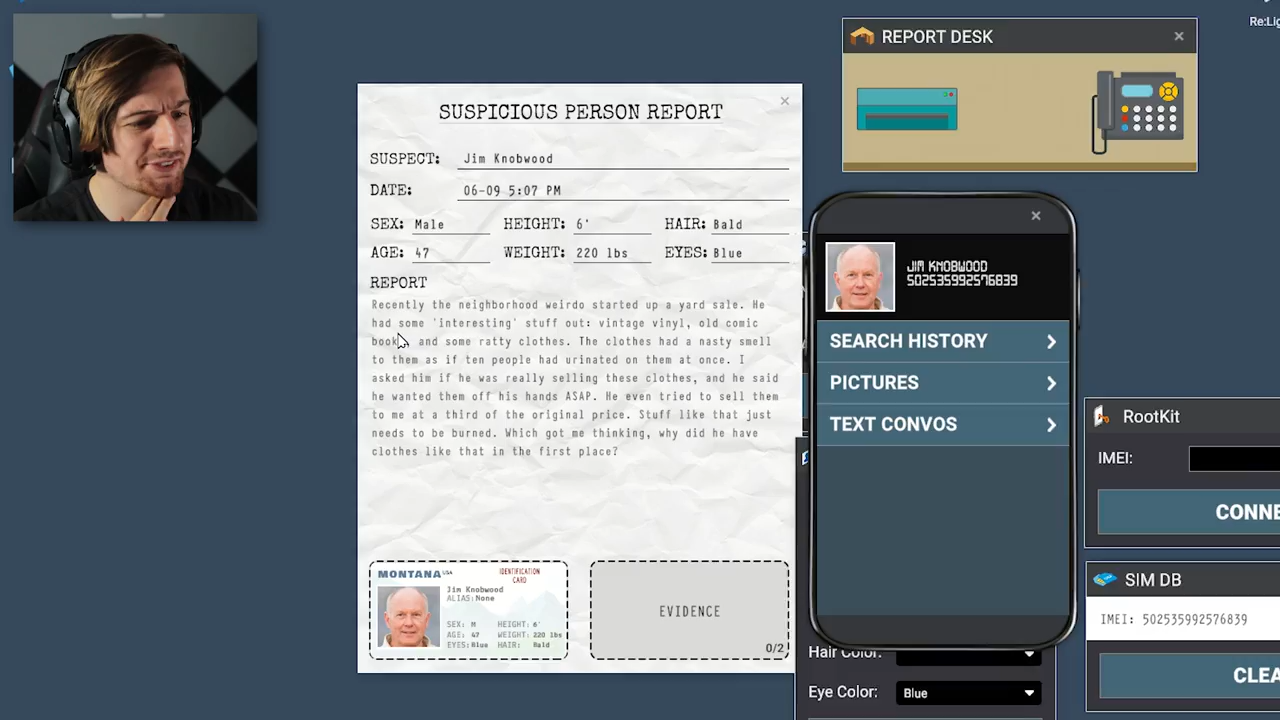 Re:Lig
REPORT DESK
SUSPICIOUS PERSON REPORT
SUSPECT: Jim Knobwood
DATE: 06-09 5:07 PM
SEX: Male HEIGHT: 6' HAIR: Bald
AGE: 47 WEIGHT: 220 lbs EYES: Blue
REPORT
Recently the neighborhood weirdo started up a yard sale. He
had some 'interesting' stuff out: vintage vinyl, old comic
book and some ratty clothes. The clothes had a nasty smell
to them as if ten people had urinated on them at once. I
asked him if he was really selling these clothes, and he said
he wanted them off his hands ASAP. He even tried to sell them
to me at a third of the original price. Stuff like that just
needs to be burned. Which got me thinking, why did he have
clothes like that in the first place?
MONTANA USA IDENTIFICATION CARD
Jim Knobwood
ALIAS: None
SEX: M HEIGHT: 6'
AGE: 47 WEIGHT: 220 lbs
EYES: Blue HAIR: Bald
EVIDENCE
0/2
JIM KNOBWOOD
502535992576839
SEARCH HISTORY
PICTURES
TEXT CONVOS
Hair Color:
Eye Color: Blue
RootKit
IMEI:
CONNE
SIM DB
IMEI: 502535992576839
CLEA